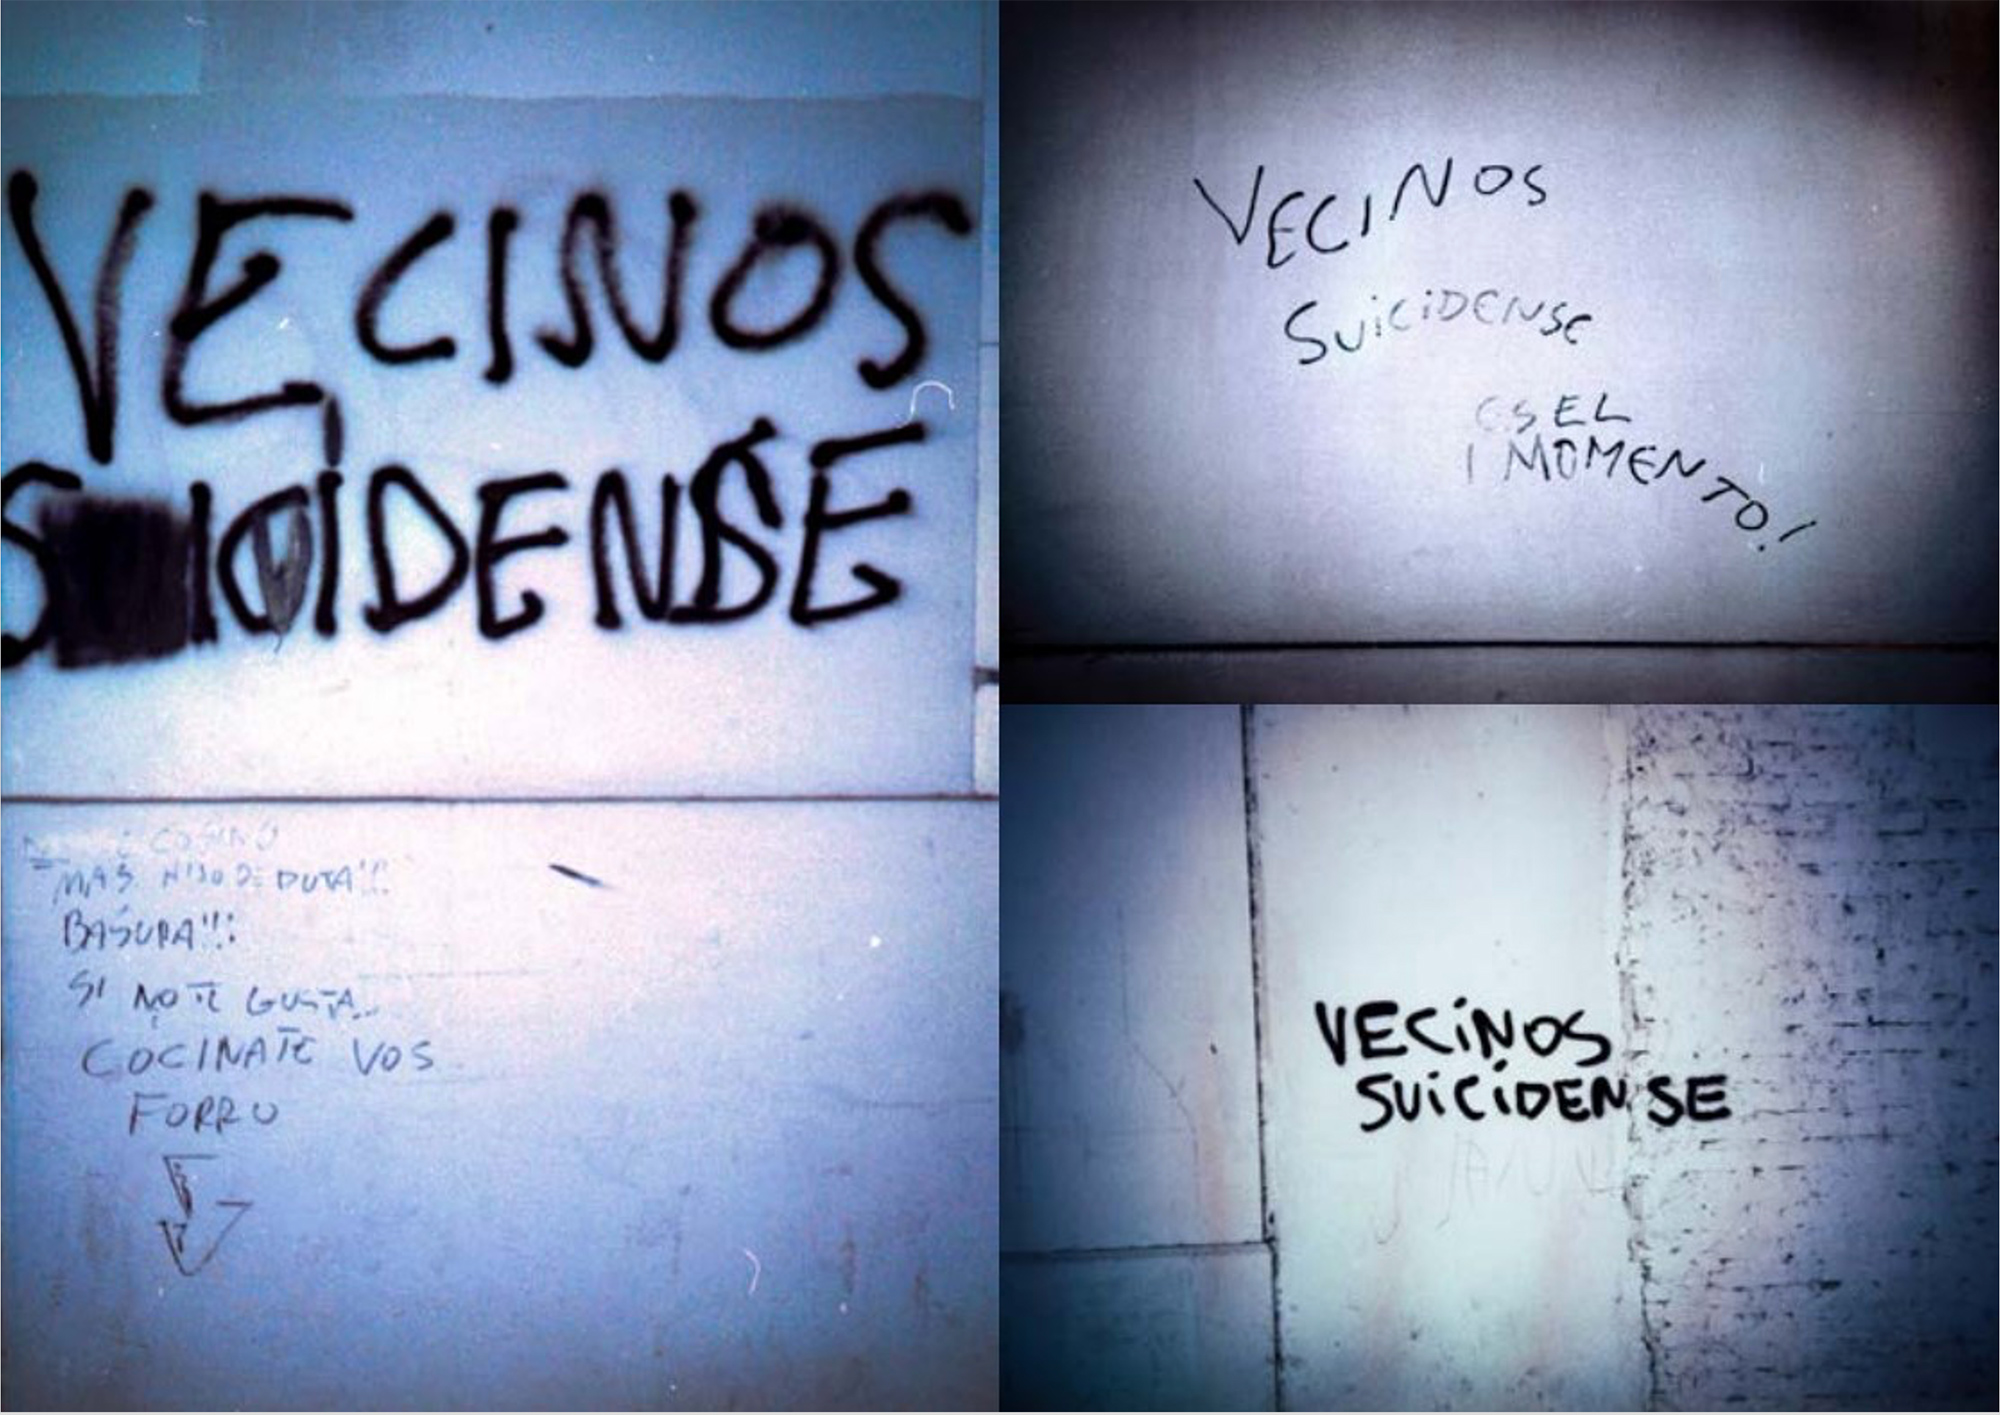 VECINOS
SUICIDENSE
MAS HIJO DE PUTA!!!
BASURA!!!
SI NO TE GUSTA...
COCINATE VOS
FORRO
VECINOS
SUiCiDENSE
ES EL
MOMENTO!
VECiNOS
SUiCiDENSE